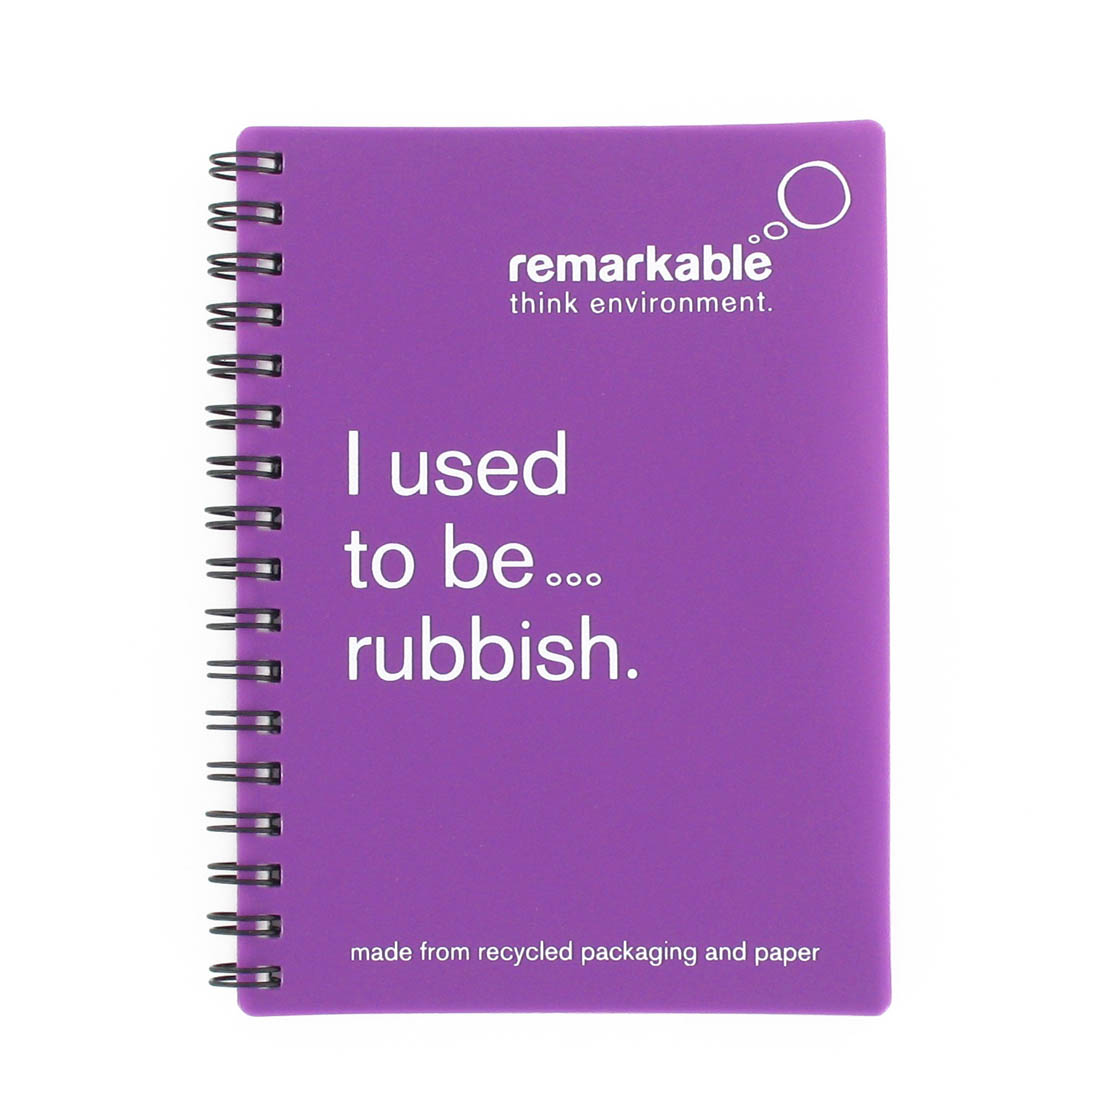 remarkable
think environment.
I used
to be...
rubbish.
made from recycled packaging and paper